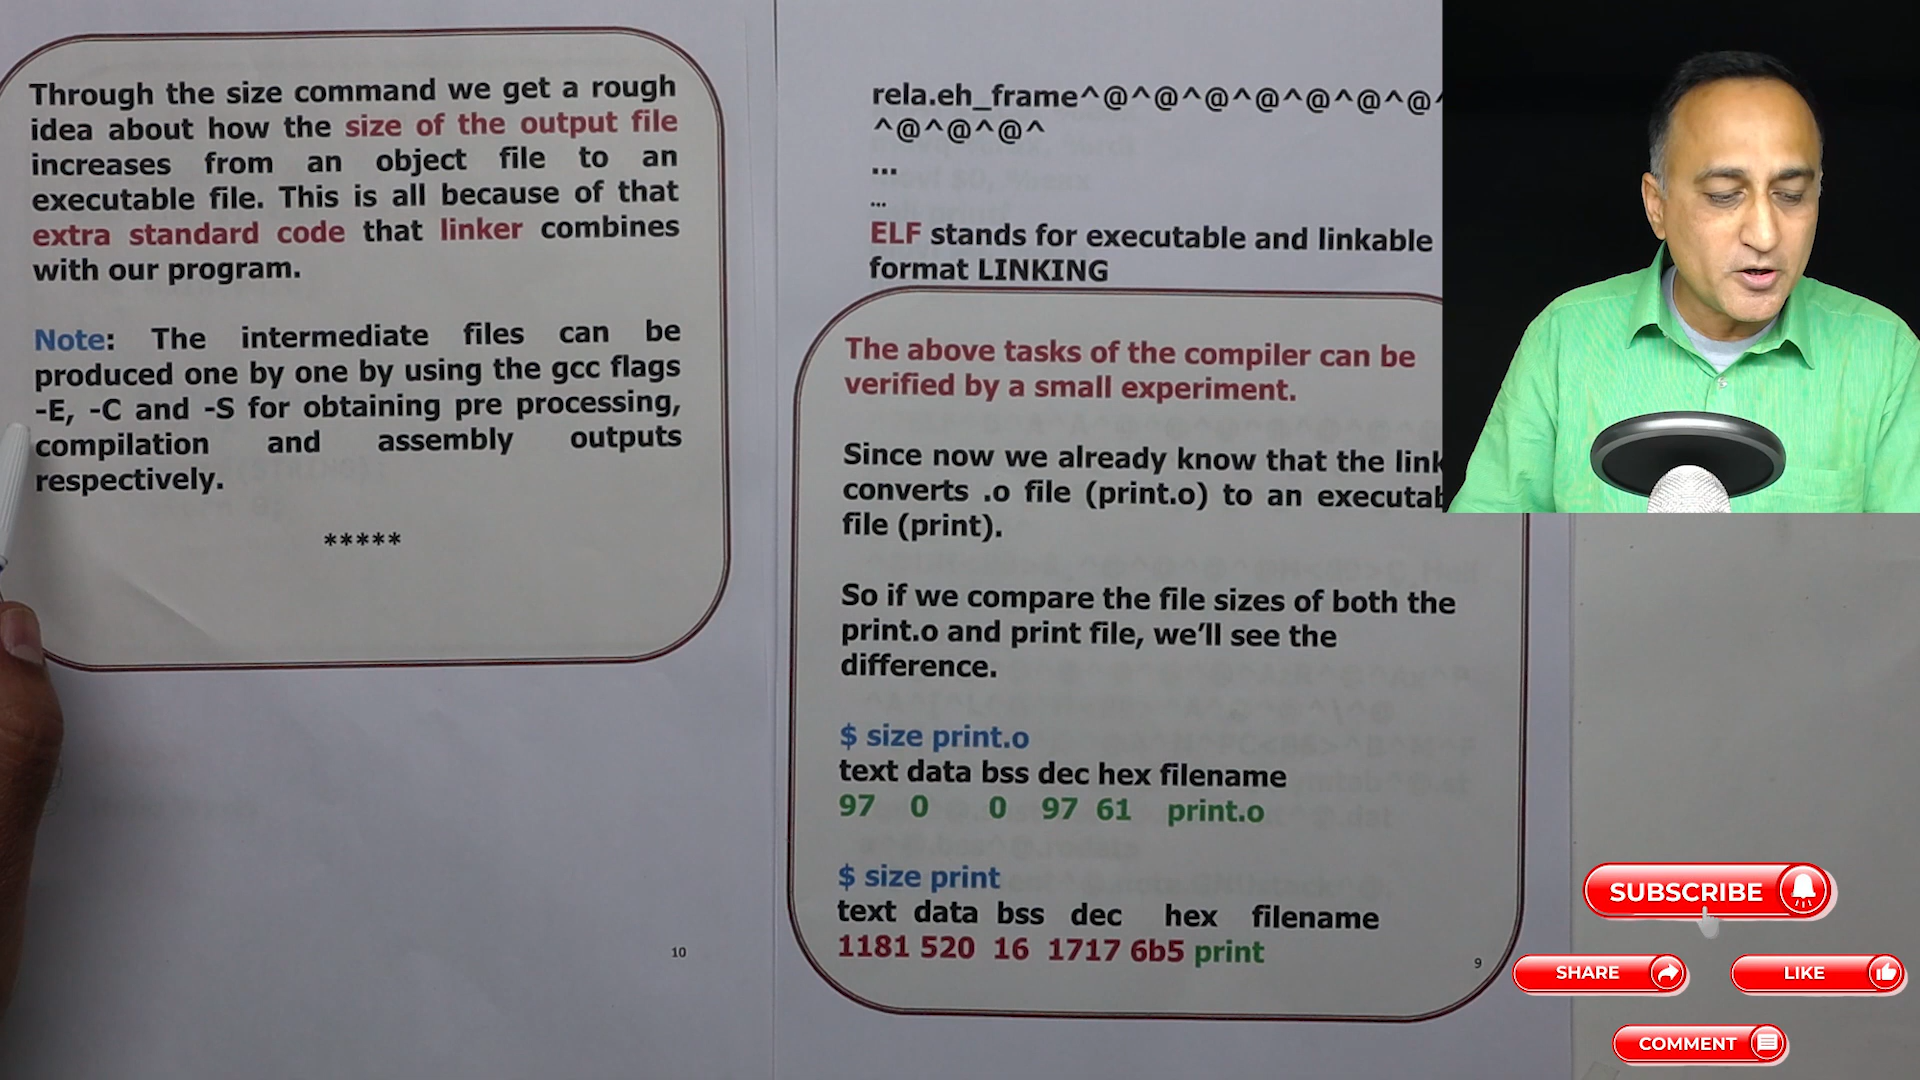 Through the size command we get a rough
idea about how the size of the output file
increases from an object file to an
executable file. This is all because of that
extra standard code that linker combines
with our program.
Note: The intermediate files can be
produced one by one by using the gcc flags
-E, -C and -S for obtaining pre processing,
compilation and assembly outputs
respectively.
*****
10
rela.eh_frame^@^@^@^@^@^@^@^
^@^@^@^
...
...
ELF stands for executable and linkable
format LINKING
The above tasks of the compiler can be
verified by a small experiment.
Since now we already know that the link
converts .o file (print.o) to an executab
file (print).
So if we compare the file sizes of both the
print.o and print file, we'll see the
difference.
$ size print.o
text data bss dec hex filename
97 0 0 97 61 print.o
$ size print
text data bss dec hex filename
1181 520 16 1717 6b5 print
9
SUBSCRIBE
SHARE
LIKE
COMMENT